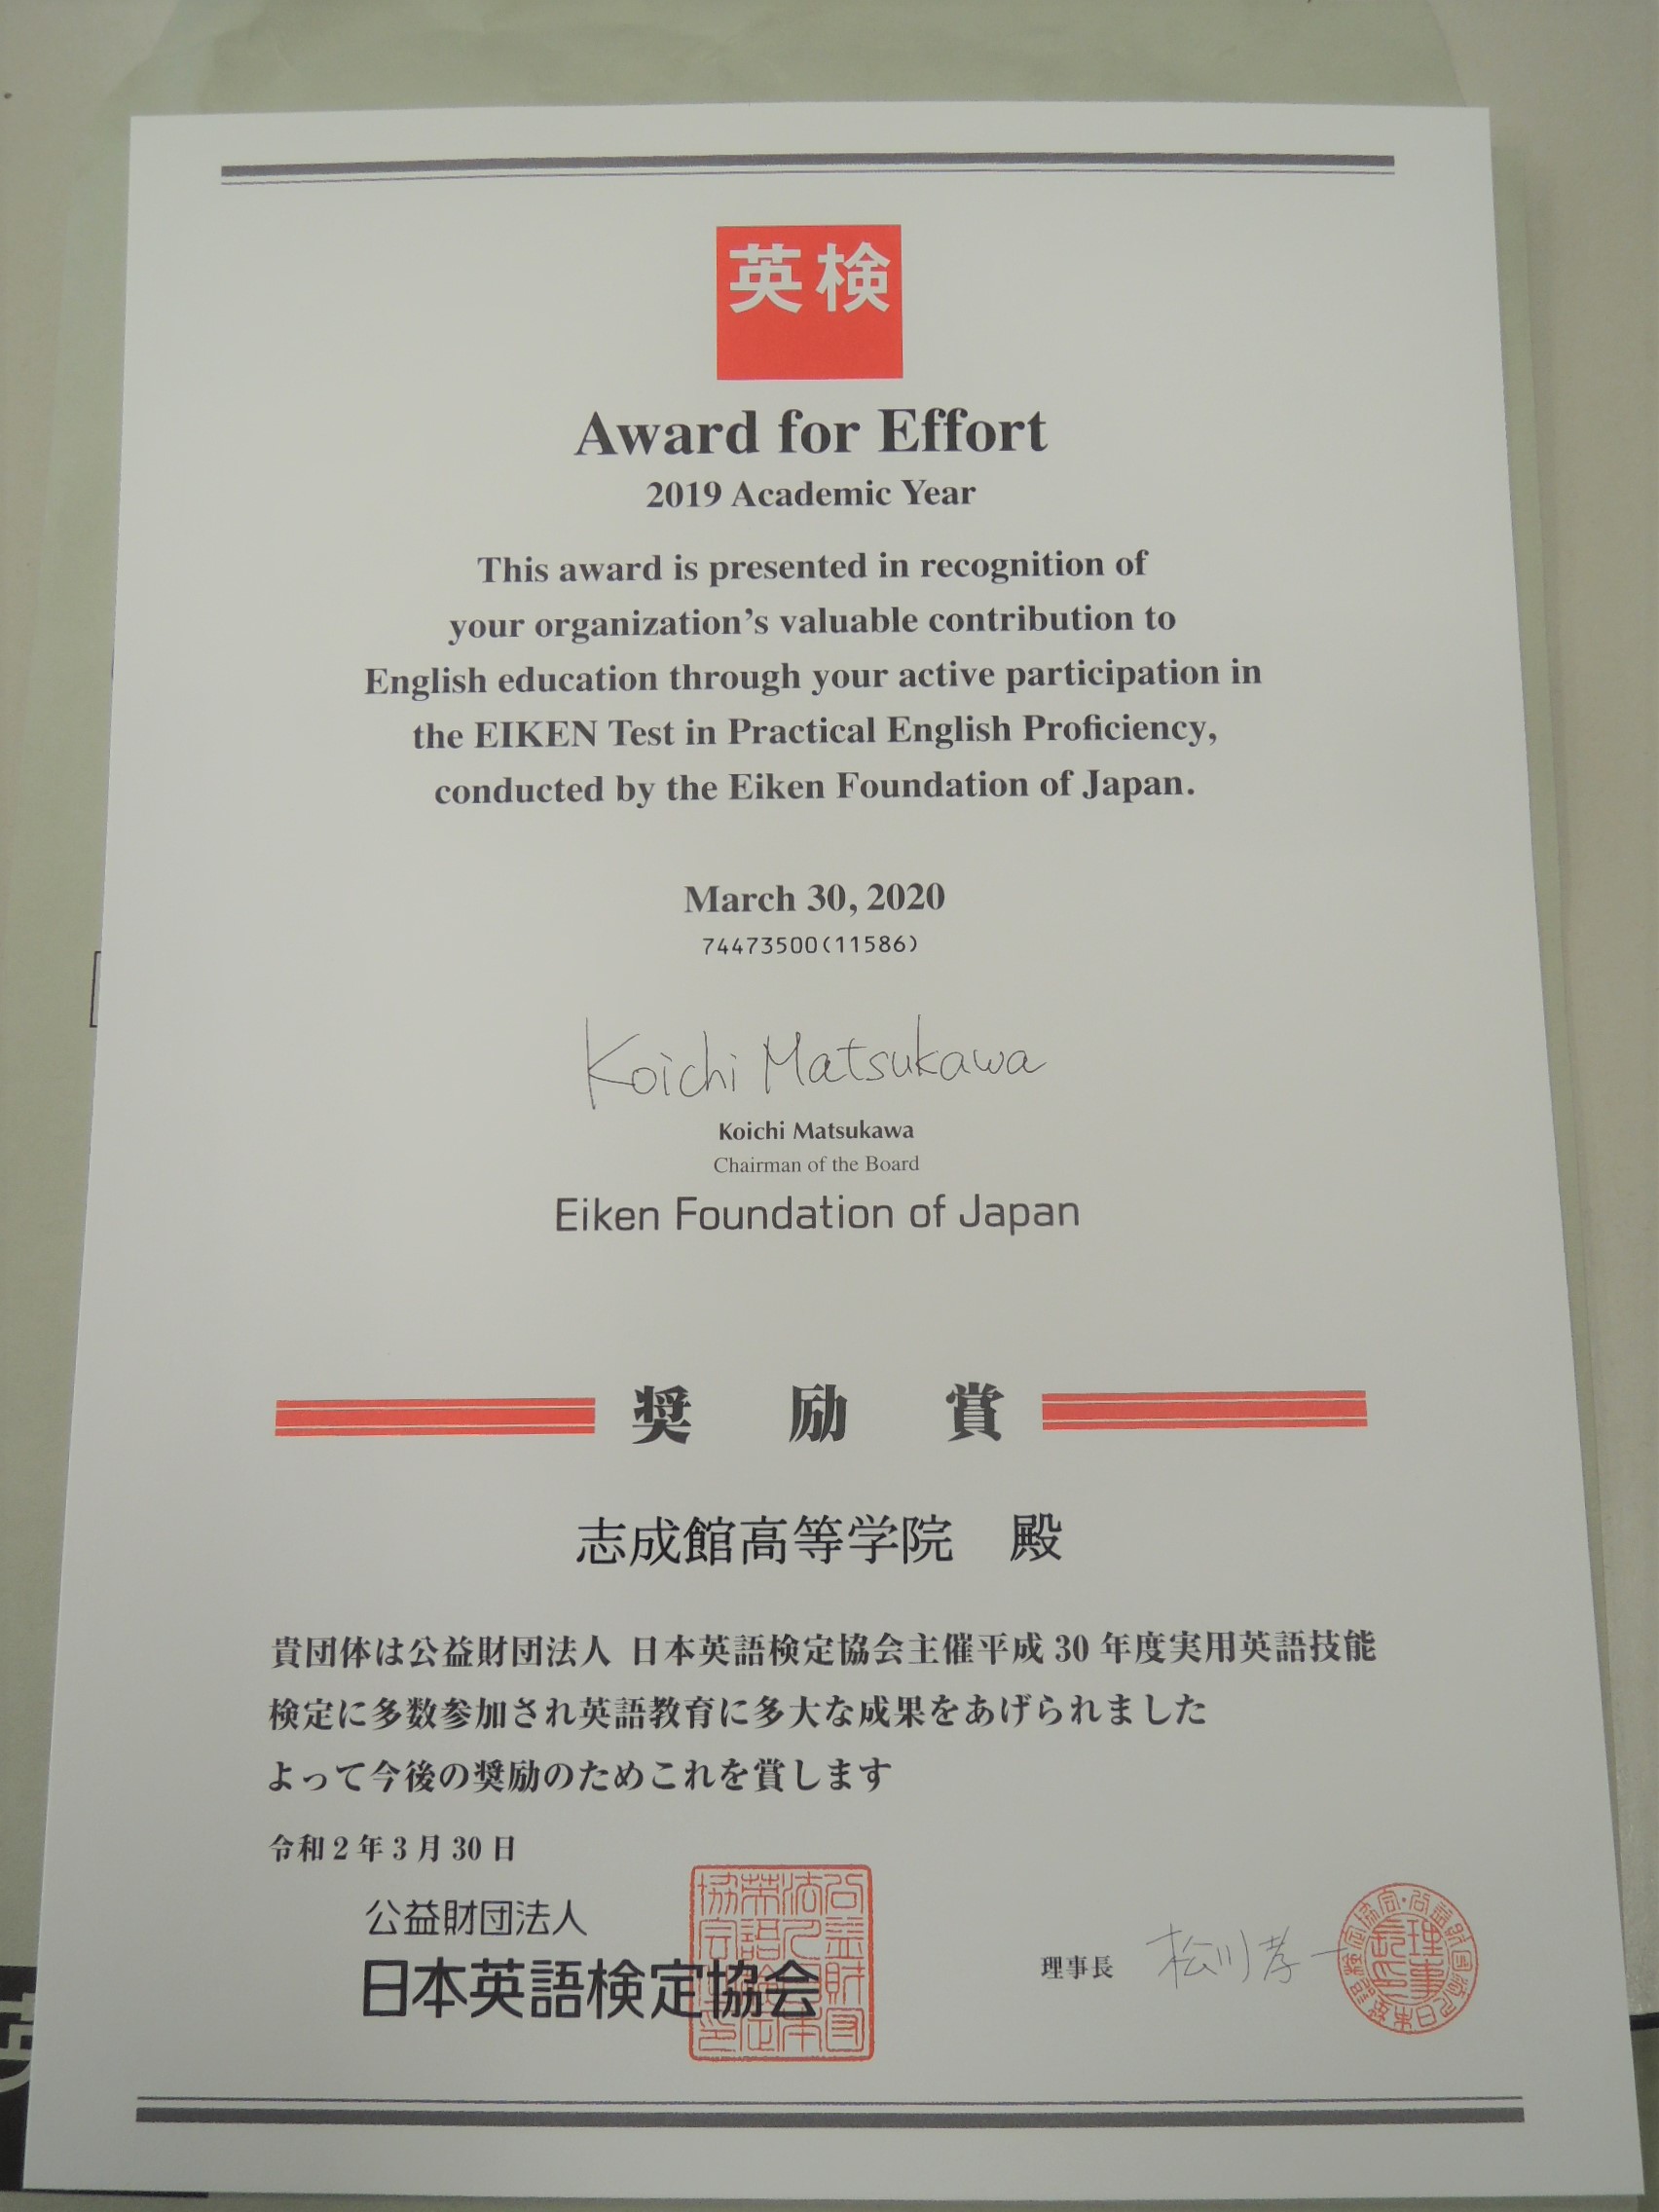 英検
Award for Effort
2019 Academic Year
This award is presented in recognition of
your organization's valuable contribution to
English education through your active participation in
the EIKEN Test in Practical English Proficiency,
conducted by the Eiken Foundation of Japan.
March 30, 2020
74473500(11586)
Koichi Matsukawa
Koichi Matsukawa
Chairman of the Board
Eiken Foundation of Japan
奨励賞
志成館高等学院 殿
貴団体は公益財団法人 日本英語検定協会主催平成 30 年度実用英語技能
検定に多数参加され英語教育に多大な成果をあげられました
よって今後の奨励のためこれを賞します
令和 2 年 3 月 30 日
公益財団法人
日本英語検定協会
理事長 松川孝一